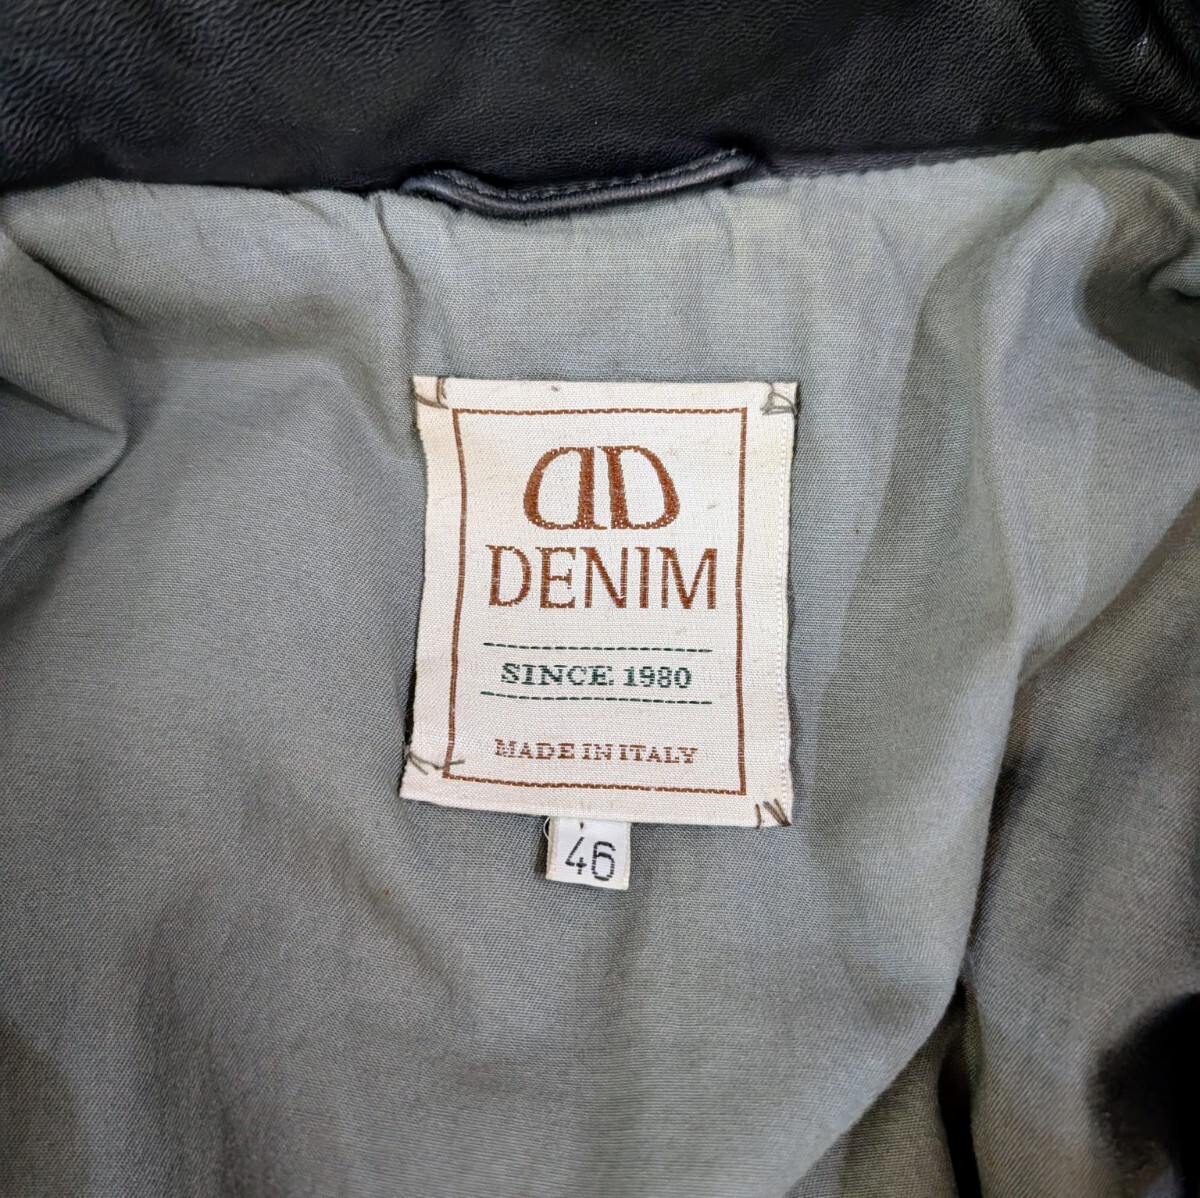 DD
DENIM
SINCE 1980
MADE IN ITALY
46